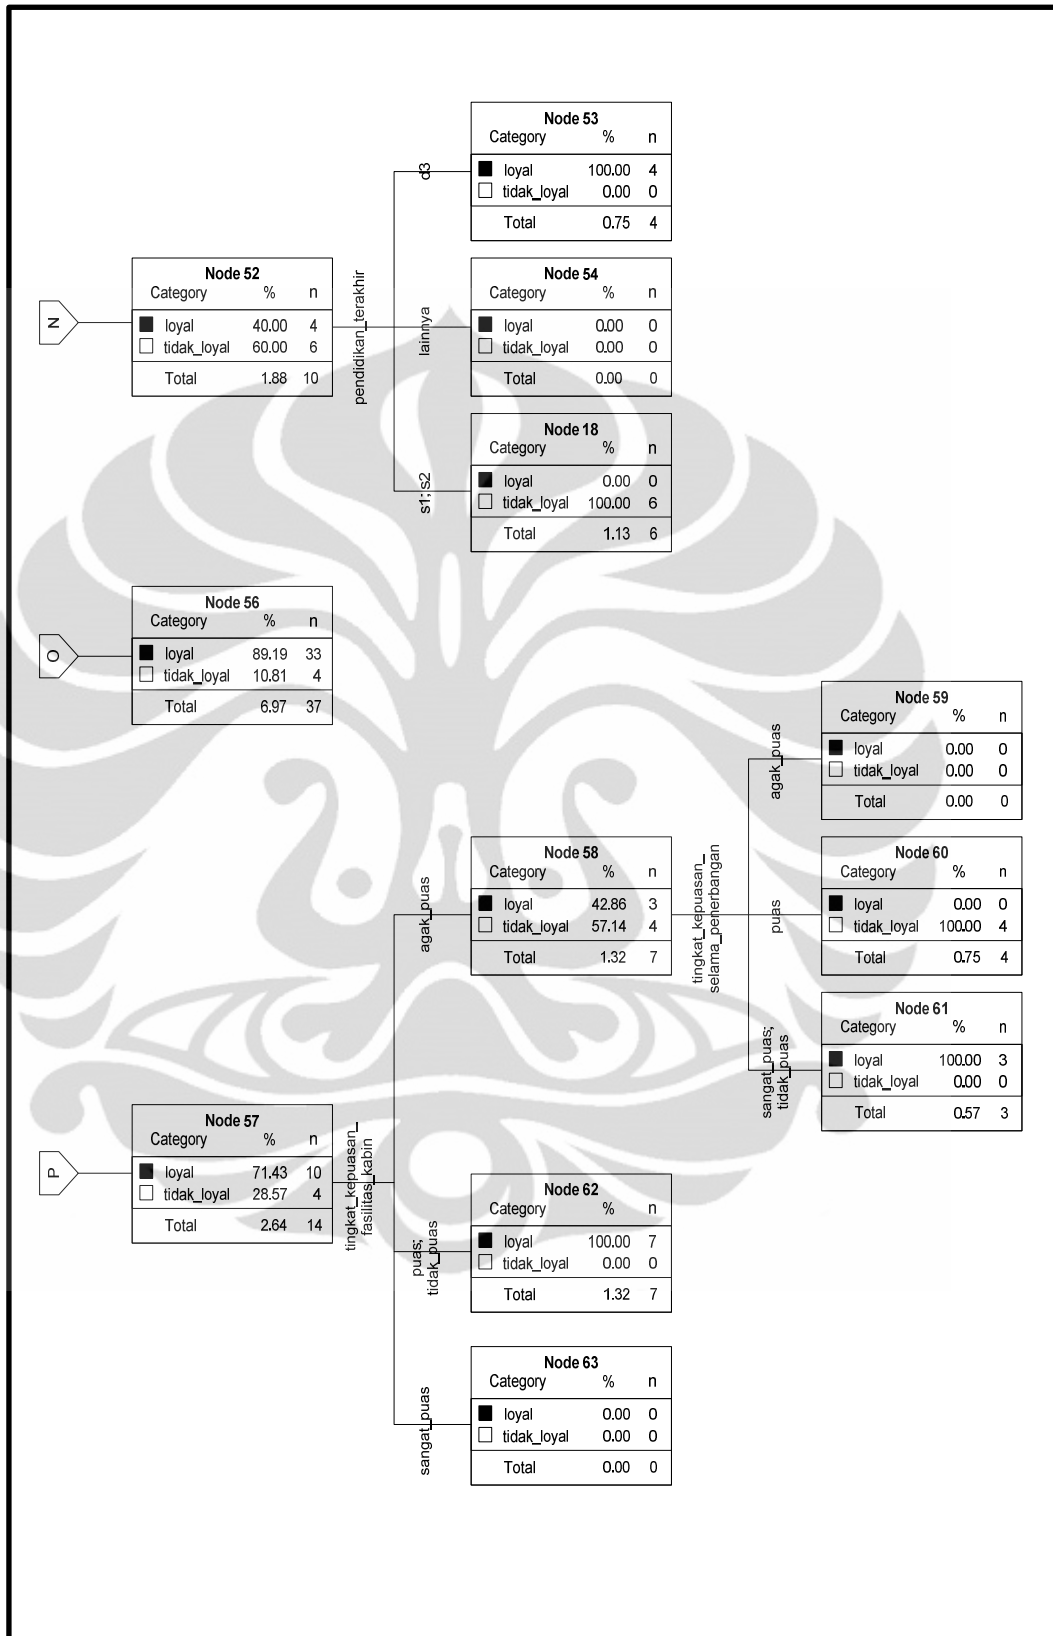 Node 53
Category % n
loyal 100.00 4
tidak_loyal 0.00 0
Total 0.75 4
d3
N
Node 52
Category % n
loyal 40.00 4
tidak_loyal 60.00 6
Total 1.88 10
pendidikan_terakhir
Node 54
Category % n
loyal 0.00 0
tidak_loyal 0.00 0
Total 0.00 0
lainnya
Node 18
Category % n
loyal 0.00 0
tidak_loyal 100.00 6
Total 1.13 6
s1; s2
O
Node 56
Category % n
loyal 89.19 33
tidak_loyal 10.81 4
Total 6.97 37
P
Node 57
Category % n
loyal 71.43 10
tidak_loyal 28.57 4
Total 2.64 14
tingkat_kepuasan_
fasilitas_kabin
agak_puas
Node 58
Category % n
loyal 42.86 3
tidak_loyal 57.14 4
Total 1.32 7
tingkat_kepuasan_
selama_penerbangan
agak_puas
Node 59
Category % n
loyal 0.00 0
tidak_loyal 0.00 0
Total 0.00 0
puas
Node 60
Category % n
loyal 0.00 0
tidak_loyal 100.00 4
Total 0.75 4
sangat_puas;
tidak_puas
Node 61
Category % n
loyal 100.00 3
tidak_loyal 0.00 0
Total 0.57 3
puas;
tidak_puas
Node 62
Category % n
loyal 100.00 7
tidak_loyal 0.00 0
Total 1.32 7
sangat_puas
Node 63
Category % n
loyal 0.00 0
tidak_loyal 0.00 0
Total 0.00 0